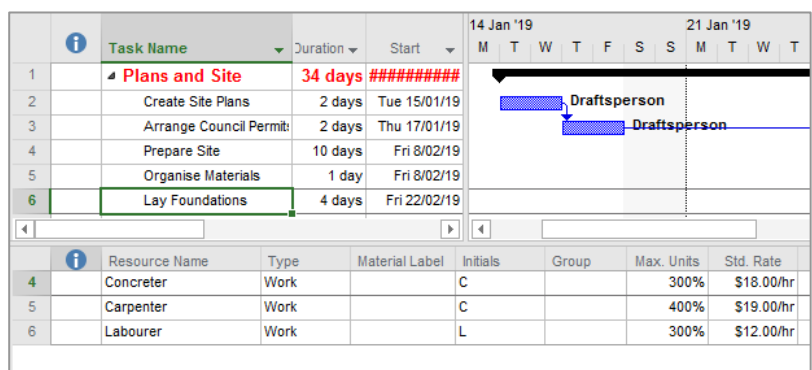 14 Jan '19 21 Jan '19
Task Name Duration Start M T W T F S S M T W T
1 Plans and Site 34 days ##########
2 Create Site Plans 2 days Tue 15/01/19 Draftsperson
3 Arrange Council Permits 2 days Thu 17/01/19 Draftsperson
4 Prepare Site 10 days Fri 8/02/19
5 Organise Materials 1 day Fri 8/02/19
6 Lay Foundations 4 days Fri 22/02/19
Resource Name Type Material Label Initials Group Max. Units Std. Rate
4 Concreter Work C 300% $18.00/hr
5 Carpenter Work C 400% $19.00/hr
6 Labourer Work L 300% $12.00/hr